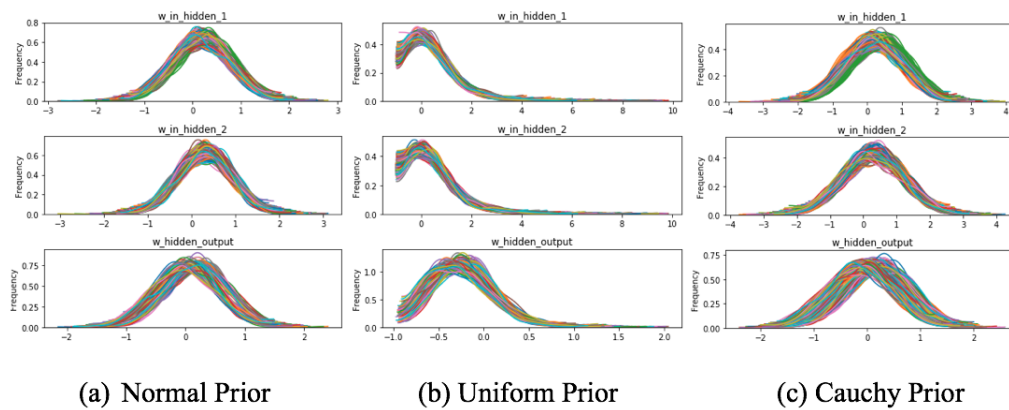 w_in_hidden_1
Frequency
0.8
0.6
0.4
0.2
0.0
−3 −2 −1 0 1 2 3
w_in_hidden_2
Frequency
0.6
0.4
0.2
0.0
−3 −2 −1 0 1 2 3
w_hidden_output
Frequency
0.75
0.50
0.25
0.00
−2 −1 0 1 2
(a) Normal Prior
w_in_hidden_1
Frequency
0.4
0.2
0.0
0 2 4 6 8 10
w_in_hidden_2
Frequency
0.4
0.2
0.0
0 2 4 6 8 10
w_hidden_output
Frequency
1.0
0.5
0.0
−1.0 −0.5 0.0 0.5 1.0 1.5 2.0
(b) Uniform Prior
w_in_hidden_1
Frequency
0.4
0.2
0.0
−4 −3 −2 −1 0 1 2 3 4
w_in_hidden_2
Frequency
0.4
0.2
0.0
−4 −3 −2 −1 0 1 2 3 4
w_hidden_output
Frequency
0.75
0.50
0.25
0.00
−2 −1 0 1 2
(c) Cauchy Prior